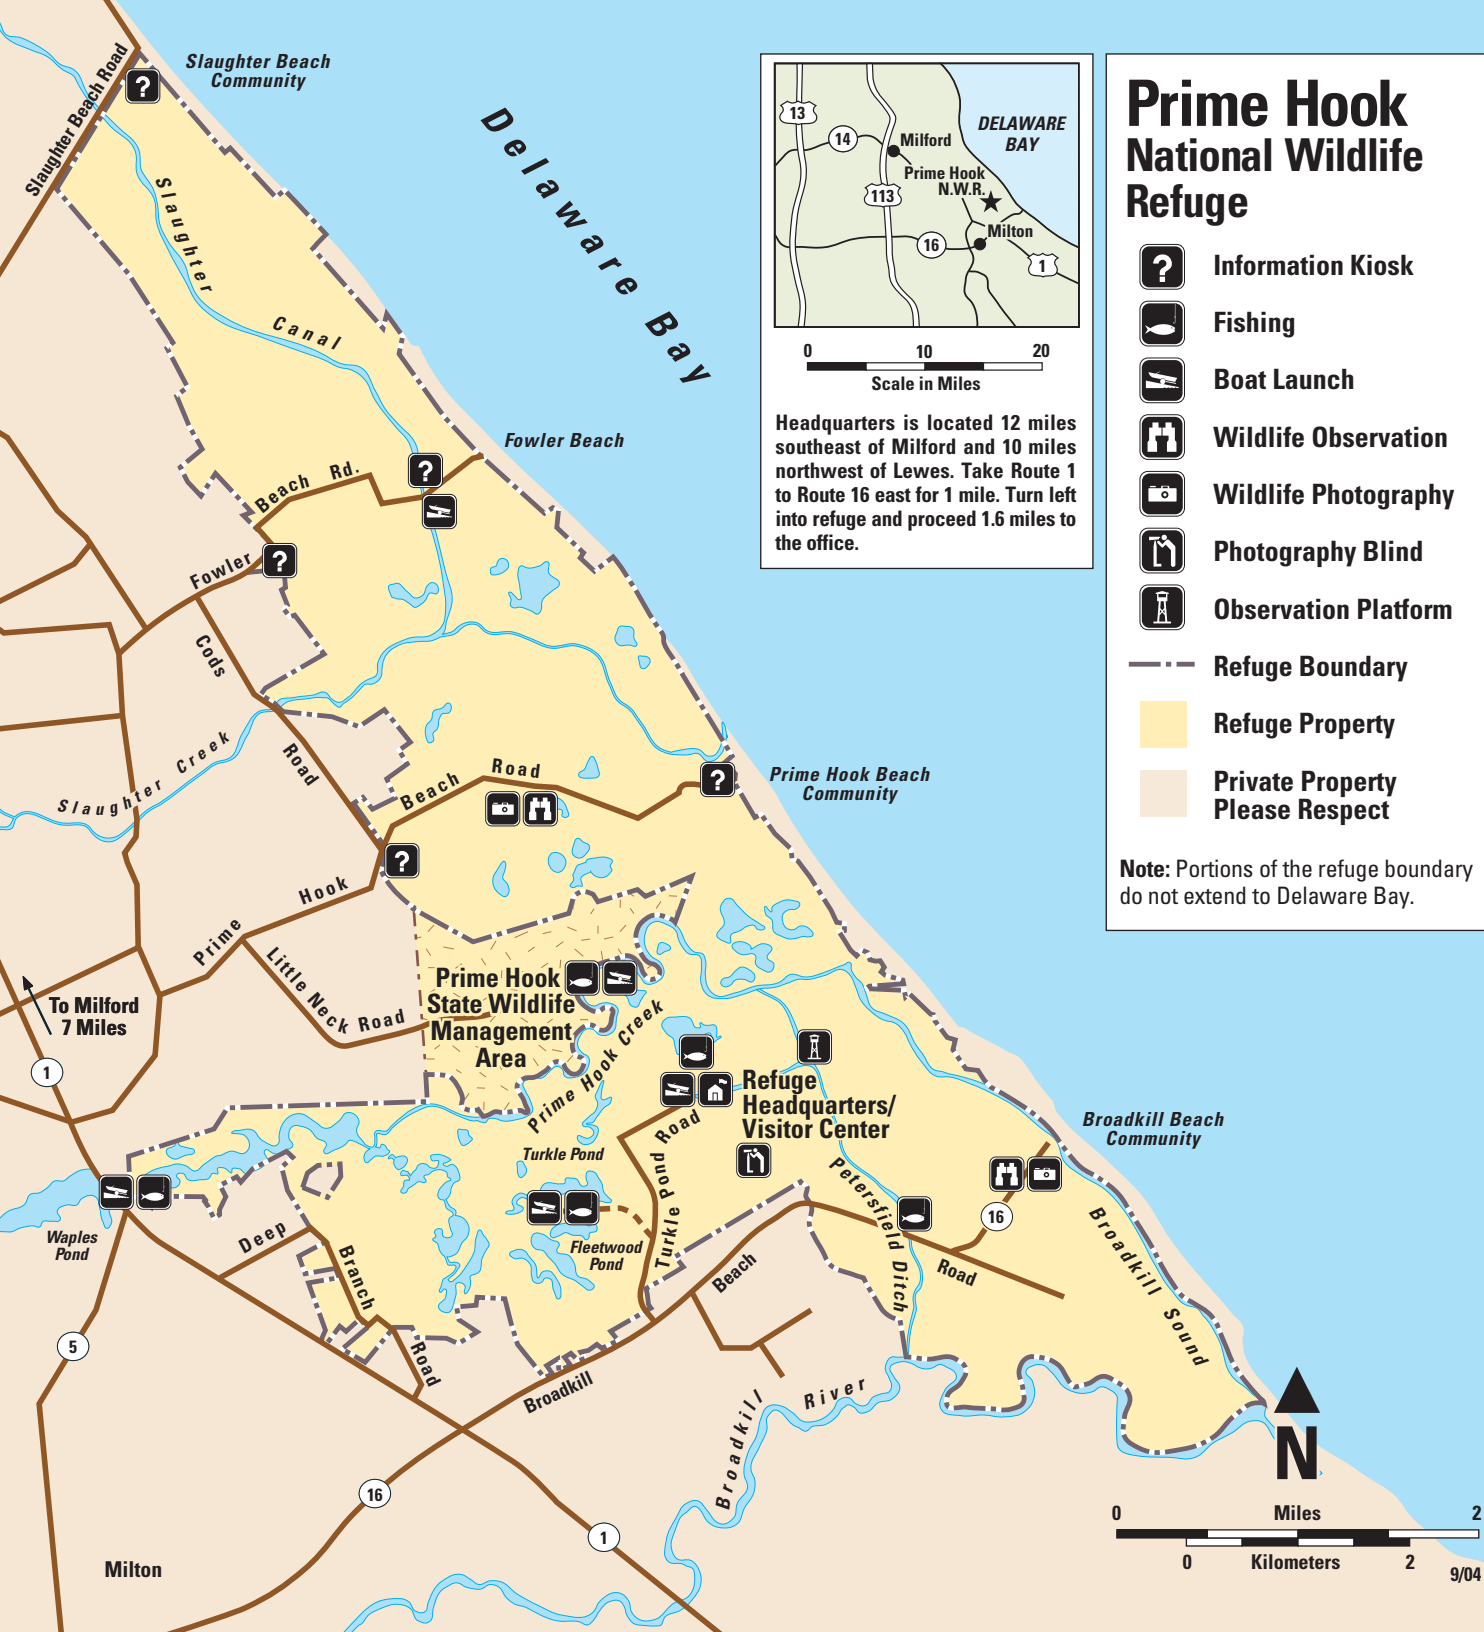 Slaughter Beach
Community
Slaughter Beach Road
?
Slaughter
Canal
Delaware Bay
Fowler Beach
?
Beach Rd.
?
Fowler
Cods
Road
Slaughter Creek
Beach Road
?
Prime Hook Beach
Community
?
Prime Hook
Little Neck Road
To Milford
7 Miles
1
Prime Hook
State Wildlife
Management
Area
Prime Hook Creek
Refuge
Headquarters/
Visitor Center
Turkle Pond
Turkle Pond Road
Fleetwood
Pond
Petersfield Ditch
Broadkill Beach
Community
16
Broadkill Sound
Waples
Pond
Deep
Branch
Road
Beach
Road
Broadkill
5
16
1
Broadkill River
Milton
13
14
Milford
DELAWARE
BAY
Prime Hook
N.W.R.
113
16
Milton
1
0 10 20
Scale in Miles
Headquarters is located 12 miles
southeast of Milford and 10 miles
northwest of Lewes. Take Route 1
to Route 16 east for 1 mile. Turn left
into refuge and proceed 1.6 miles to
the office.
Prime Hook
National Wildlife
Refuge
? Information Kiosk
Fishing
Boat Launch
Wildlife Observation
Wildlife Photography
Photography Blind
Observation Platform
Refuge Boundary
Refuge Property
Private Property
Please Respect
Note: Portions of the refuge boundary
do not extend to Delaware Bay.
N
0 Miles 2
0 Kilometers 2
9/04